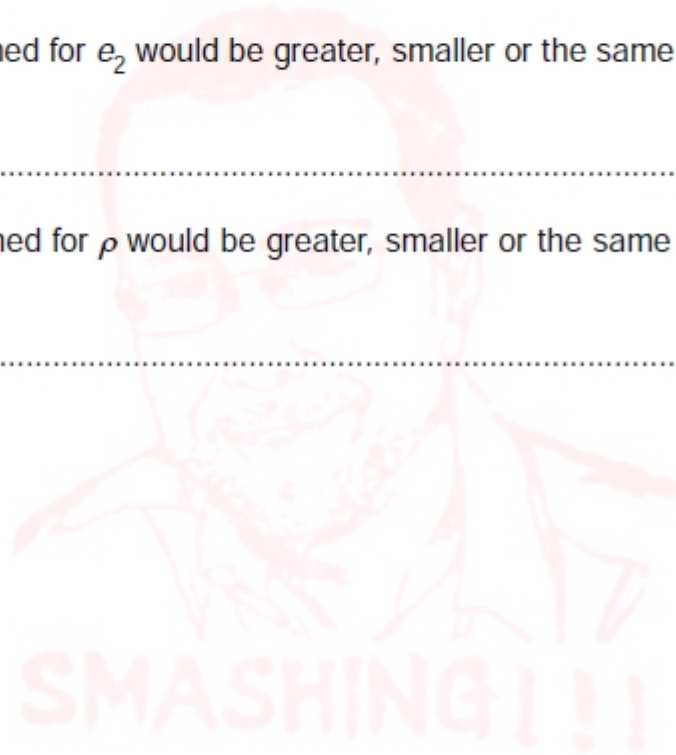 ned for e₂ would be greater, smaller or the same
ned for ρ would be greater, smaller or the same
SMASHING!!!